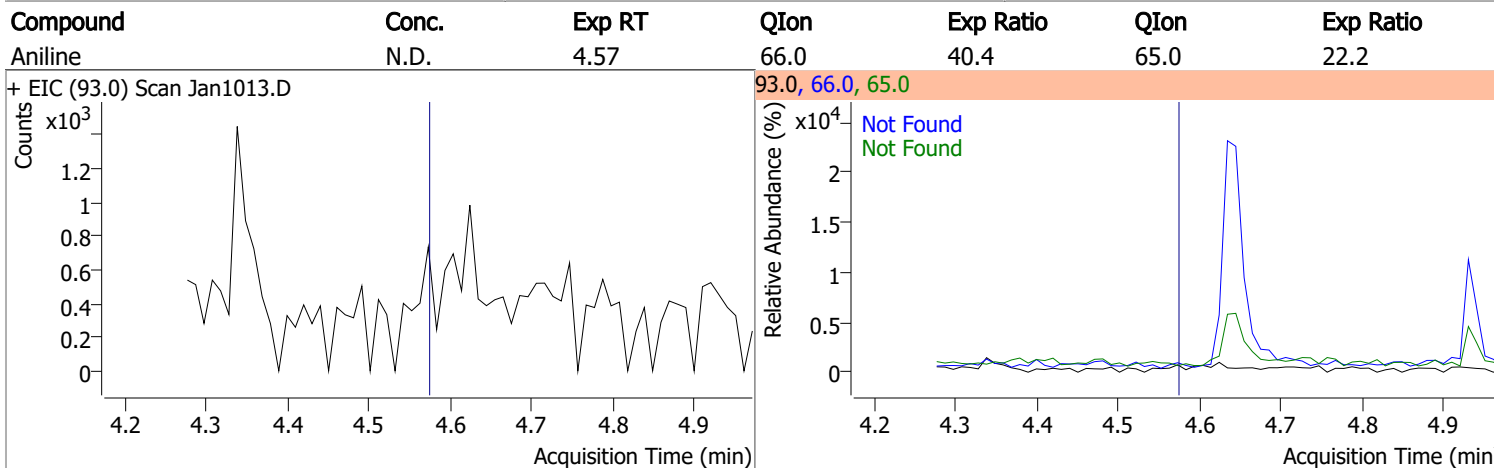 Compound Conc. Exp RT QIon Exp Ratio QIon Exp Ratio
Aniline N.D. 4.57 66.0 40.4 65.0 22.2
+ EIC (93.0) Scan Jan1013.D
Counts
x10³
1.2
1
0.8
0.6
0.4
0.2
0
4.2 4.3 4.4 4.5 4.6 4.7 4.8 4.9
Acquisition Time (min)
93.0, 66.0, 65.0
Relative Abundance (%)
x10⁴
Not Found
Not Found
2
1.5
1
0.5
0
4.2 4.3 4.4 4.5 4.6 4.7 4.8 4.9
Acquisition Time (min